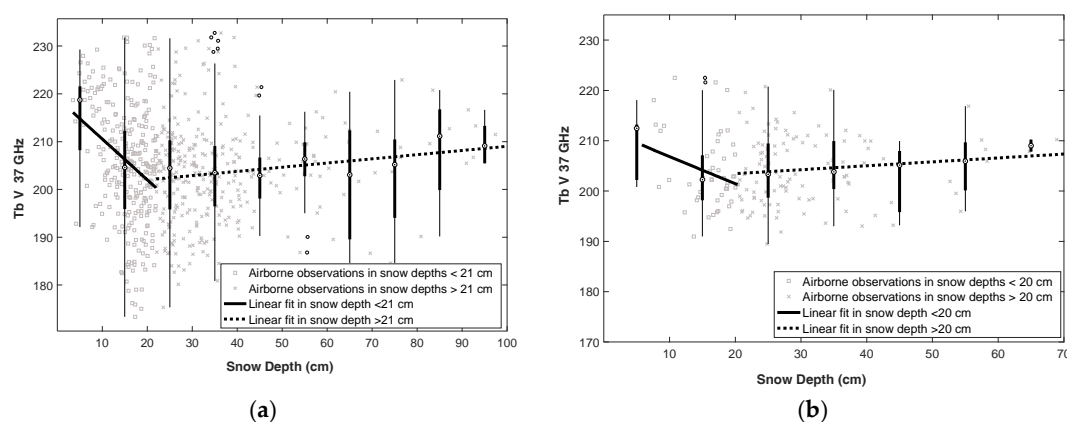 230
220
210
200
190
180
Tb V 37 GHz
Airborne observations in snow depths < 21 cm
Airborne observations in snow depths > 21 cm
Linear fit in snow depth <21 cm
Linear fit in snow depth >21 cm
0 10 20 30 40 50 60 70 80 90 100
Snow Depth (cm)
(a)
230
220
210
200
190
180
170
Tb V 37 GHz
Airborne observations in snow depths < 20 cm
Airborne observations in snow depths > 20 cm
Linear fit in snow depth <20 cm
Linear fit in snow depth >20 cm
10 20 30 40 50 60 70
Snow Depth (cm)
(b)